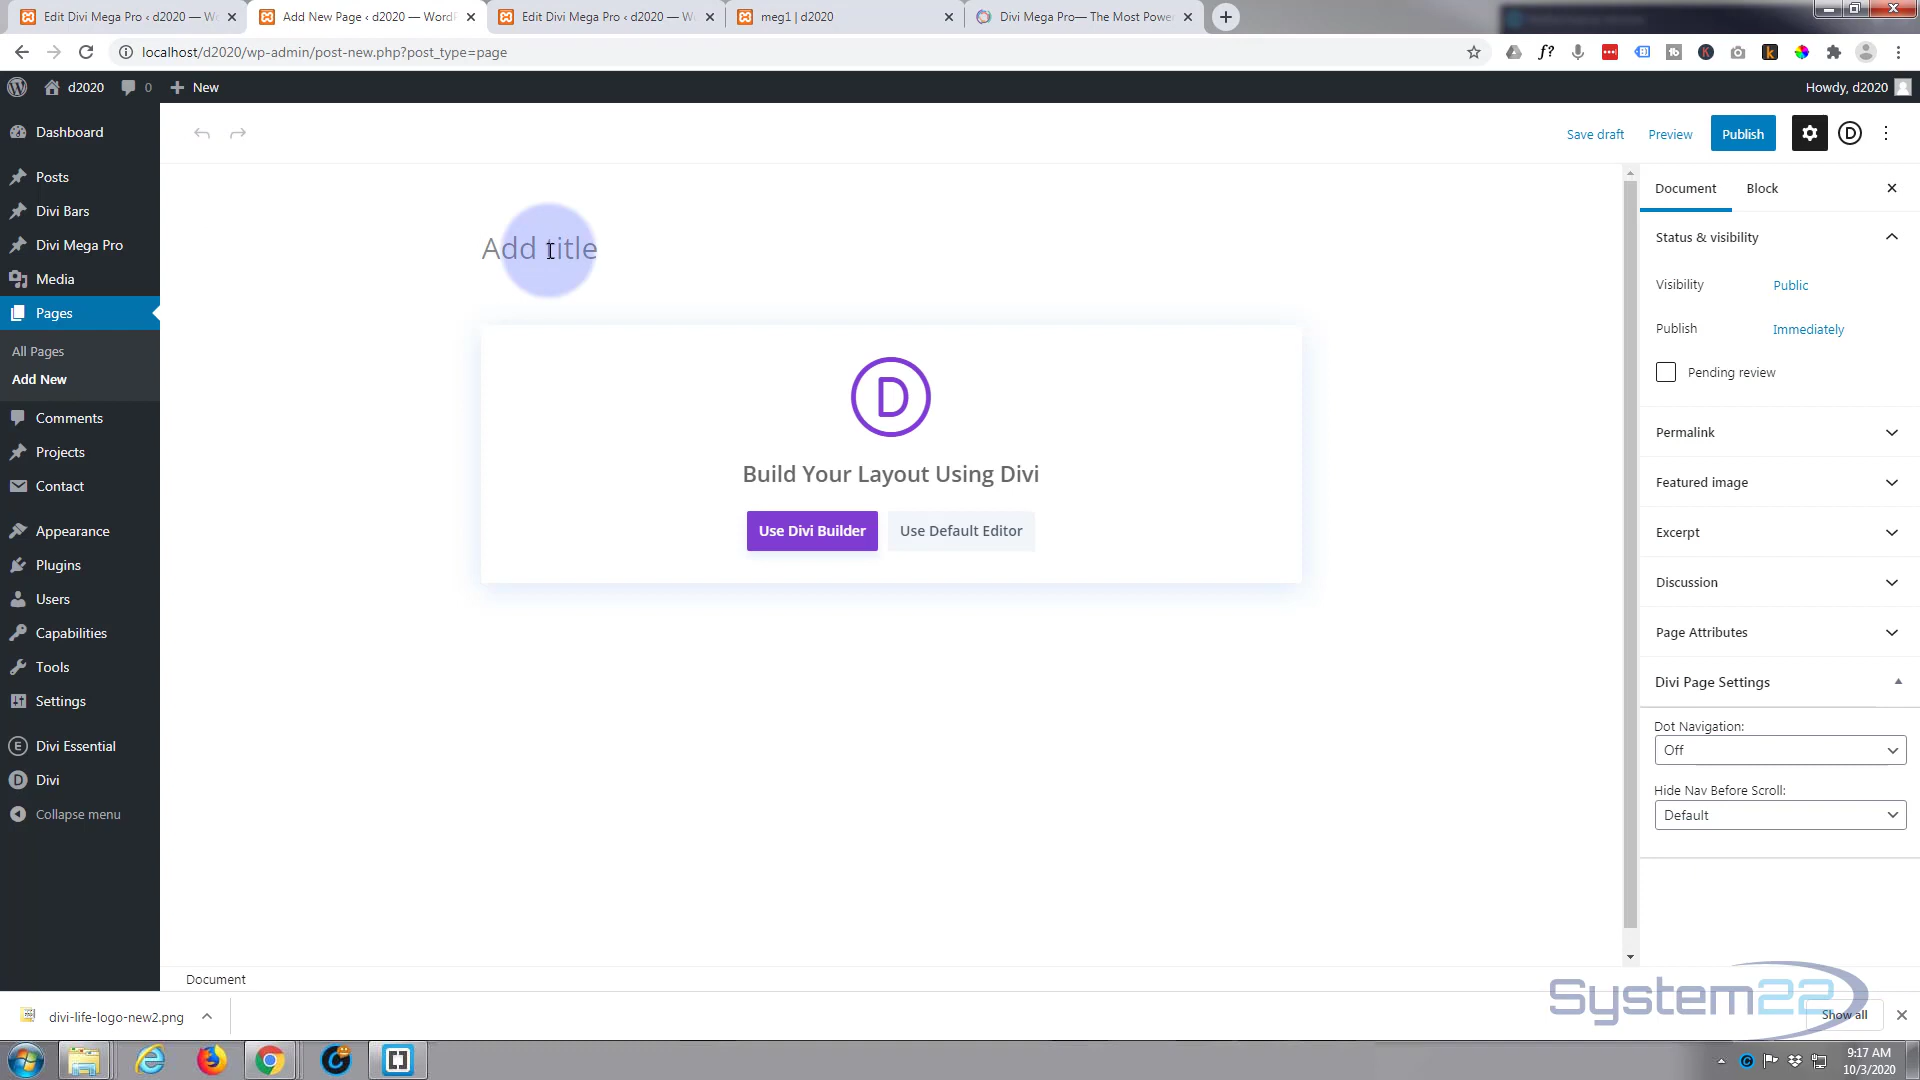 Edit Divi Mega Pro ‹ d2020 — Wo
Add New Page ‹ d2020 — WordP
Edit Divi Mega Pro ‹ d2020 — W
meg1 | d2020
Divi Mega Pro— The Most Power
localhost/d2020/wp-admin/post-new.php?post_type=page
d2020
0
New
Howdy, d2020
Dashboard
Posts
Divi Bars
Divi Mega Pro
Media
Pages
All Pages
Add New
Comments
Projects
Contact
Appearance
Plugins
Users
Capabilities
Tools
Settings
Divi Essential
Divi
Collapse menu
Save draft
Preview
Publish
Add title
D
Build Your Layout Using Divi
Use Divi Builder
Use Default Editor
Document
Block
Status & visibility
Visibility
Public
Publish
Immediately
Pending review
Permalink
Featured image
Excerpt
Discussion
Page Attributes
Divi Page Settings
Dot Navigation:
Off
Hide Nav Before Scroll:
Default
Document
divi-life-logo-new2.png
System22
Show all
9:17 AM
10/3/2020